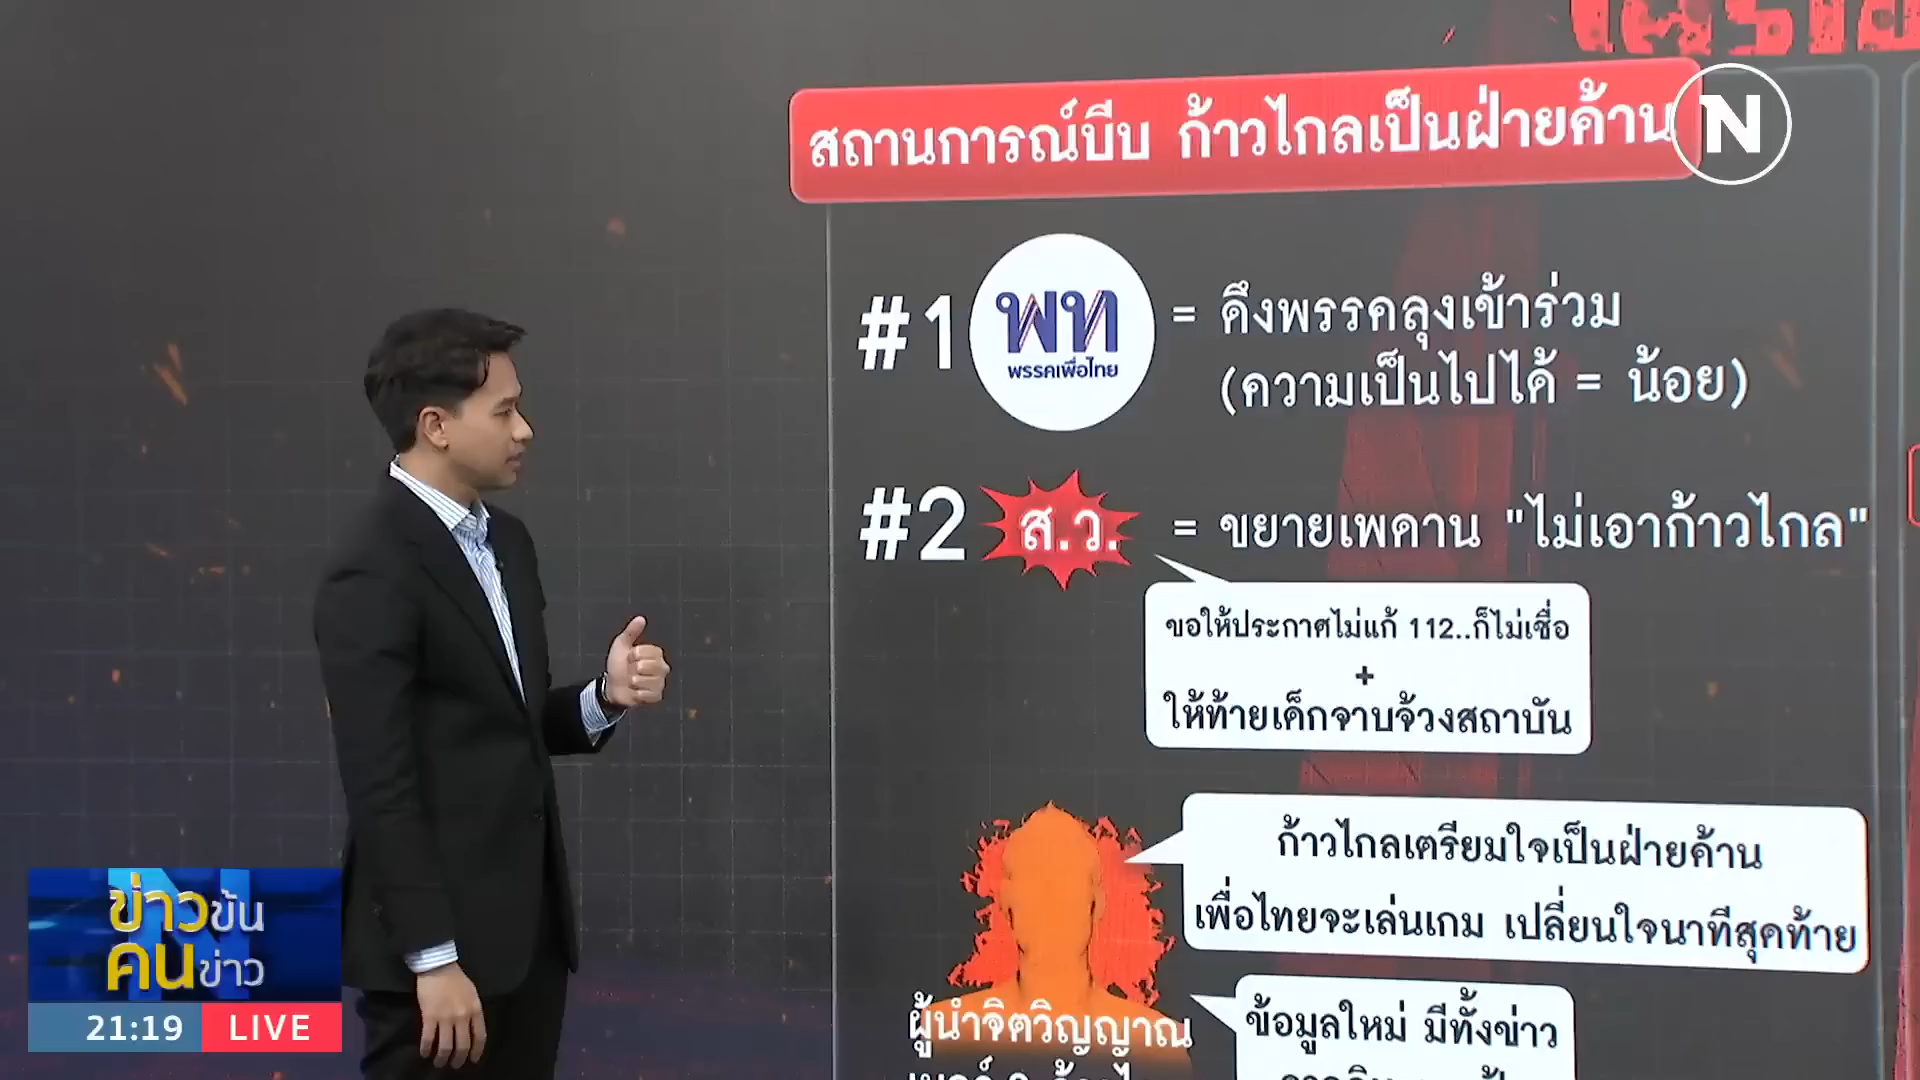 สถานการณ์บีบ ก้าวไกลเป็นฝ่ายค้าน
N
#1 พท = ดึงพรรคลุงเข้าร่วม
พรรคเพื่อไทย
(ความเป็นไปได้ = น้อย)
#2 ส.ว. = ขยายเพดาน "ไม่เอาก้าวไกล"
ขอให้ประกาศไม่แก้ 112..ก็ไม่เชื่อ
+
ให้ท้ายเด็กจาบจ้วงสถาบัน
ก้าวไกลเตรียมใจเป็นฝ่ายค้าน
เพื่อไทยจะเล่นเกม เปลี่ยนใจนาทีสุดท้าย
ผู้นำจิตวิญญาณ
ข้อมูลใหม่ มีทั้งข่าว
ข่าวข้น
คนข่าว
21:19 LIVE